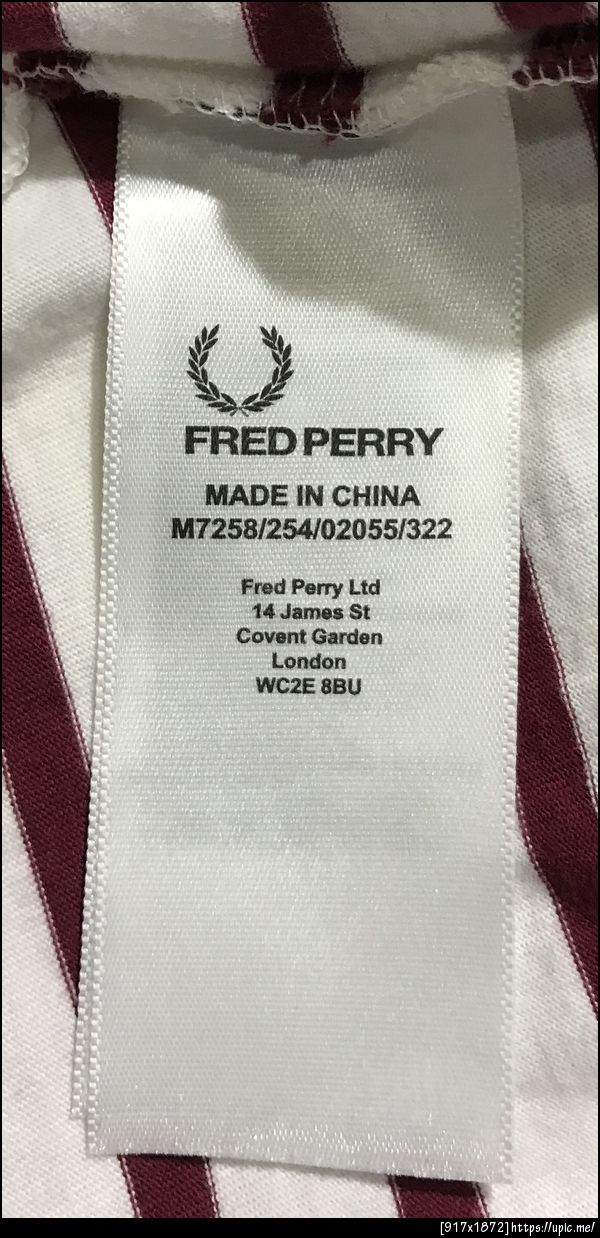 FRED PERRY
MADE IN CHINA
M7258/254/02055/322
Fred Perry Ltd
14 James St
Covent Garden
London
WC2E 8BU
[917x1872]https://upic.me/